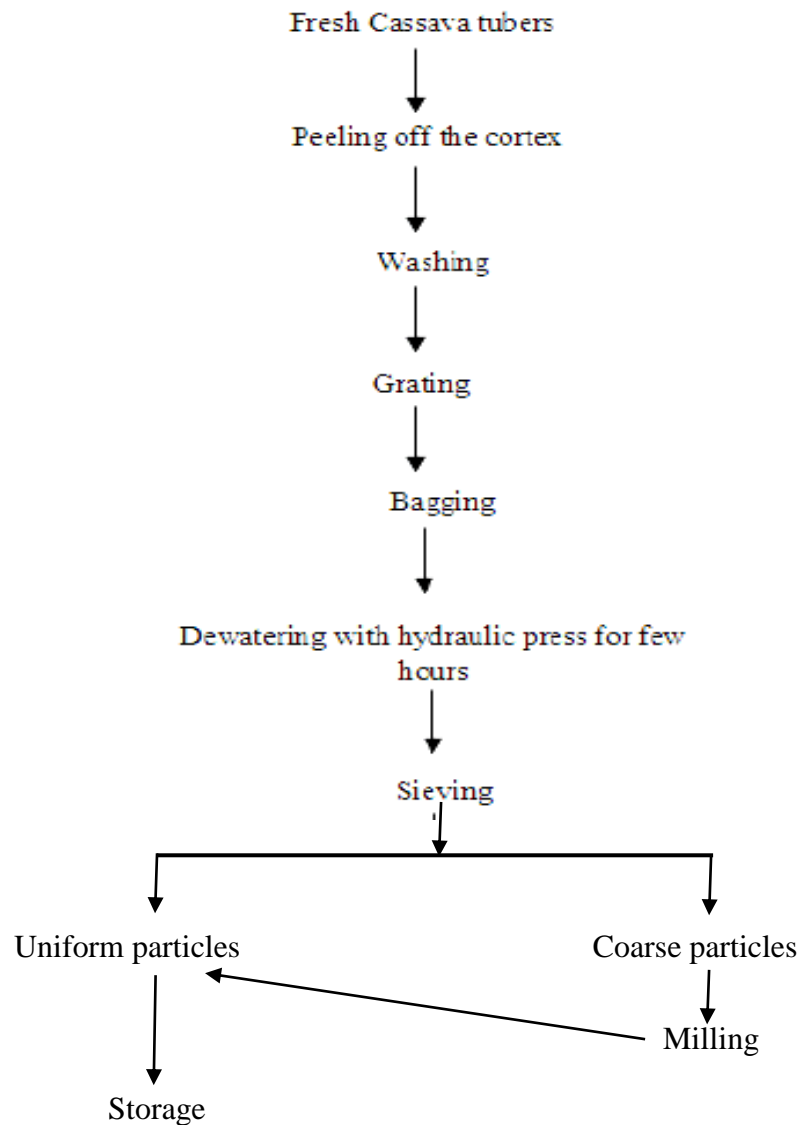 Fresh Cassava tubers
Peeling off the cortex
Washing
Grating
Bagging
Dewatering with hydraulic press for few
hours
Sieving
Uniform particles
Coarse particles
Milling
Storage